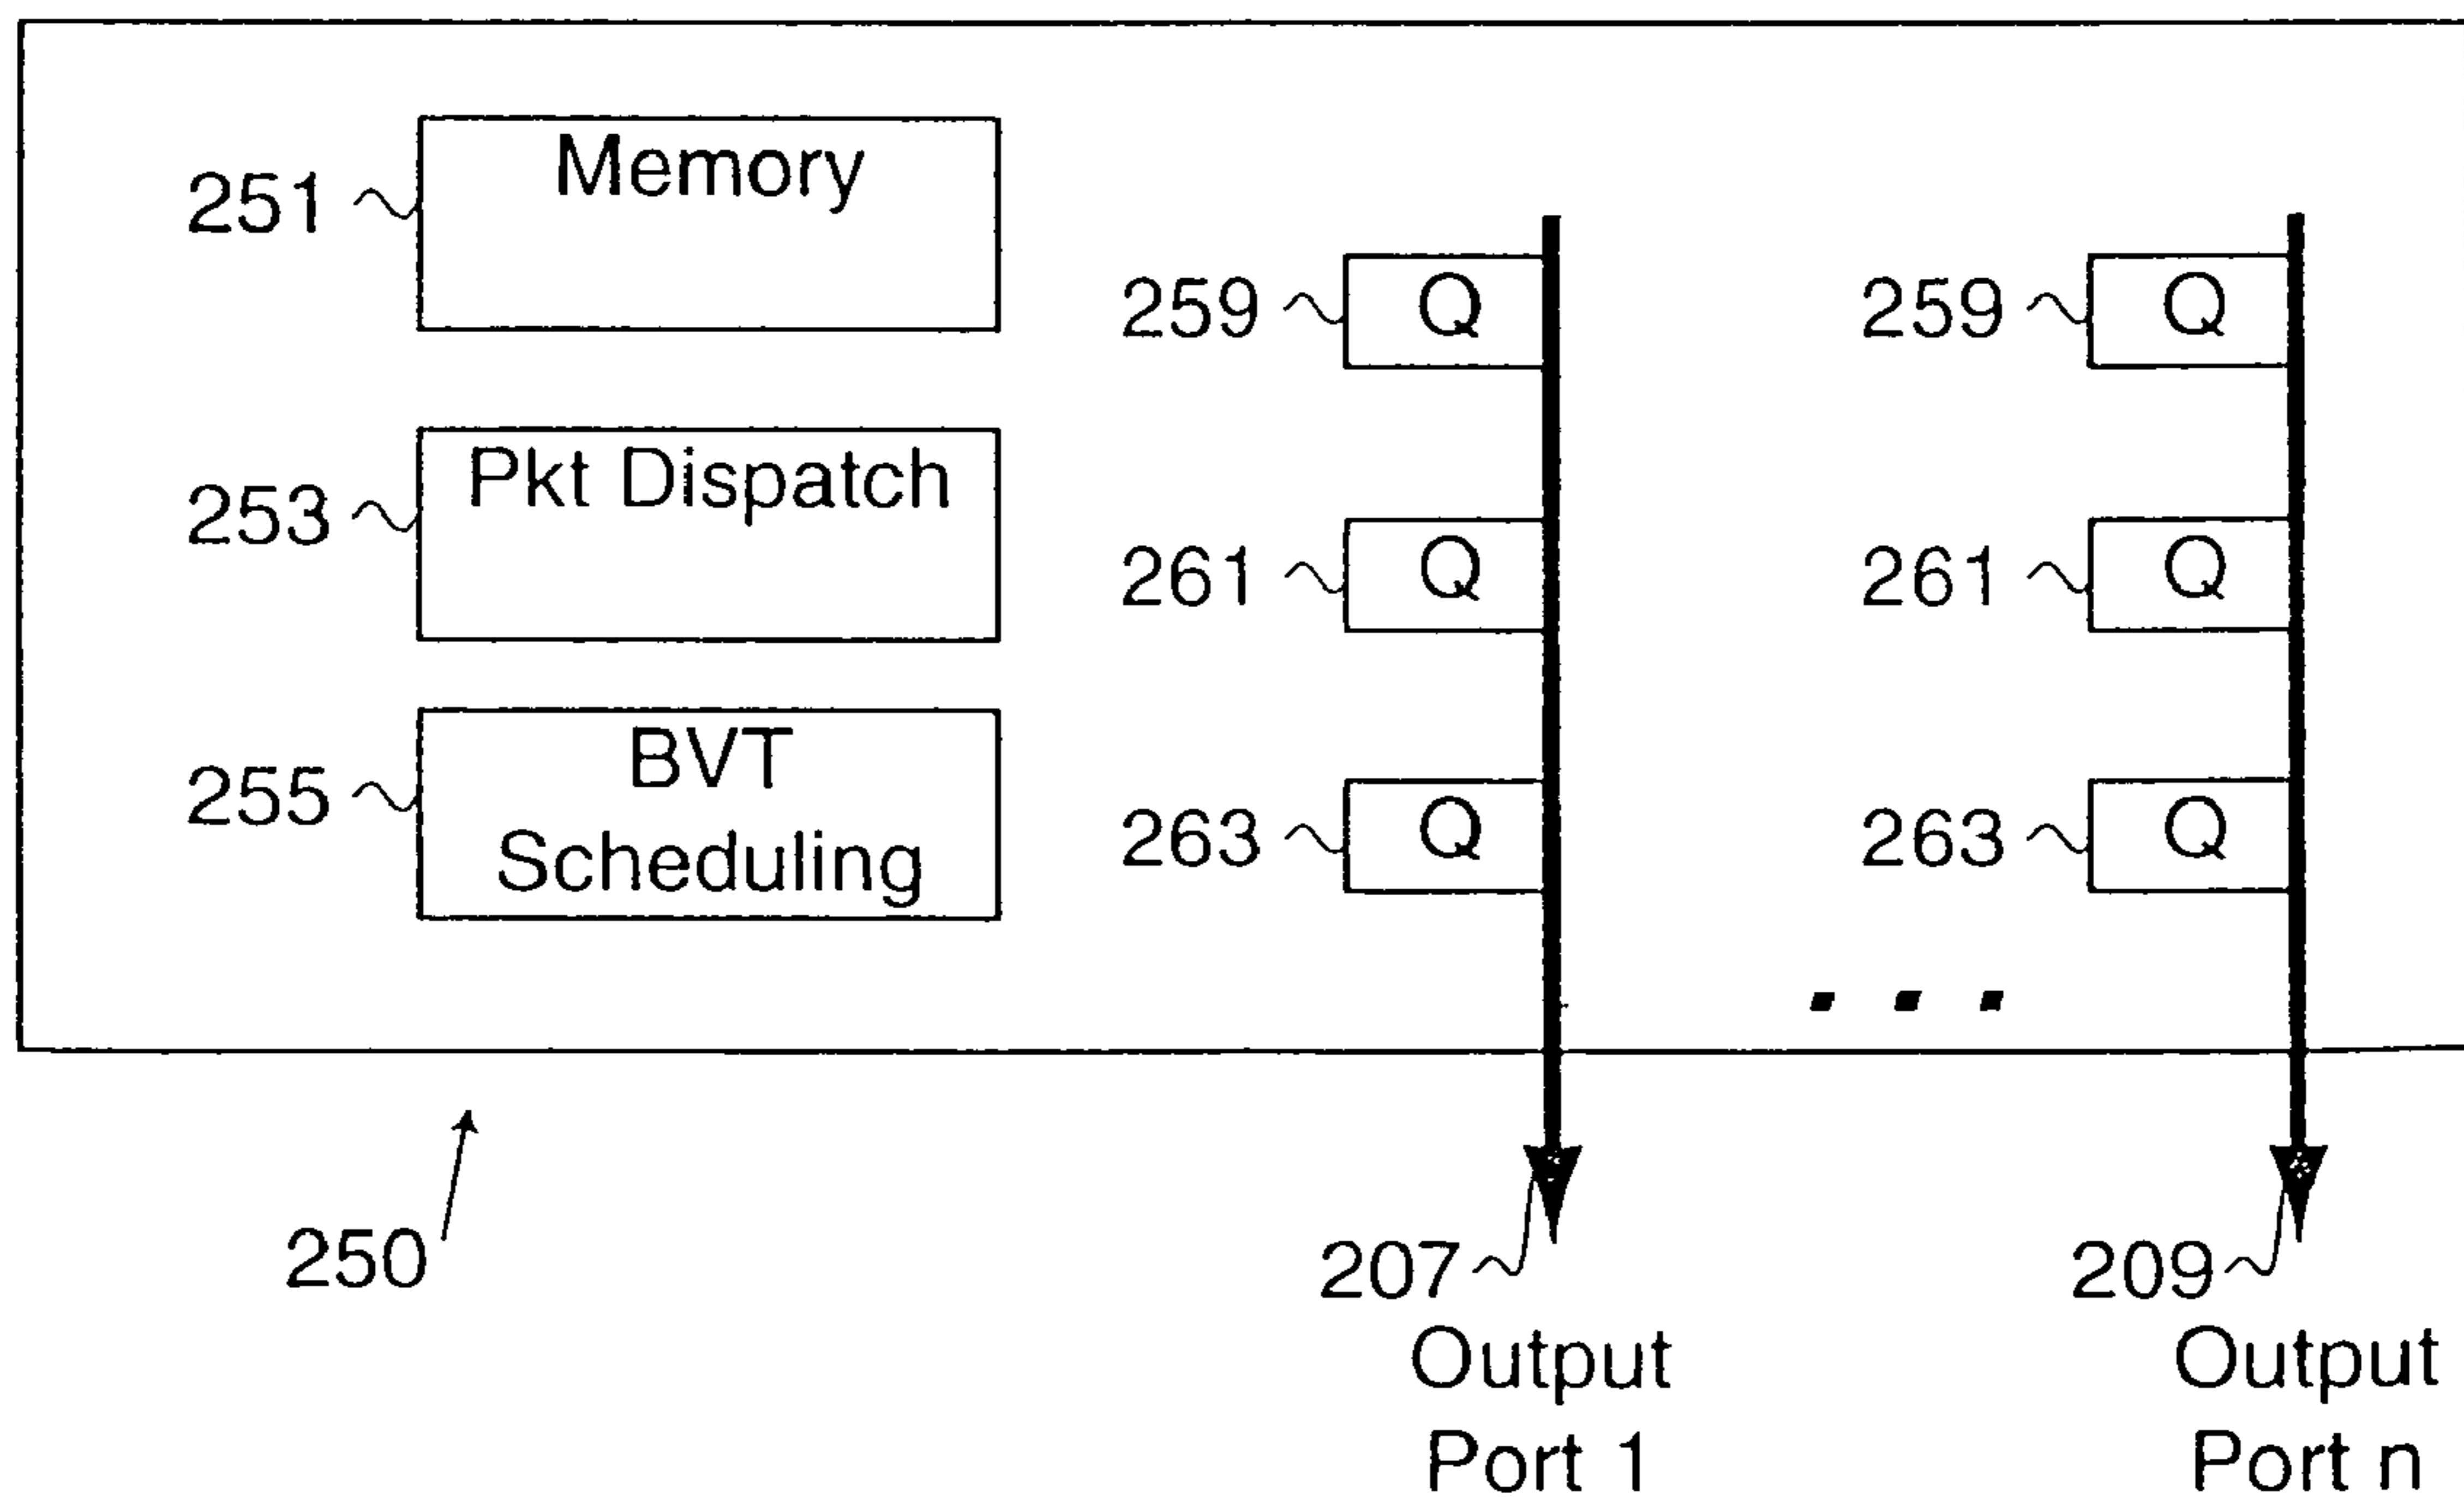 251
Memory
259
Q
259
Q
253
Pkt Dispatch
261
Q
261
Q
255
BVT
Scheduling
263
Q
263
Q
250
207
Output
Port 1
209
Output
Port n